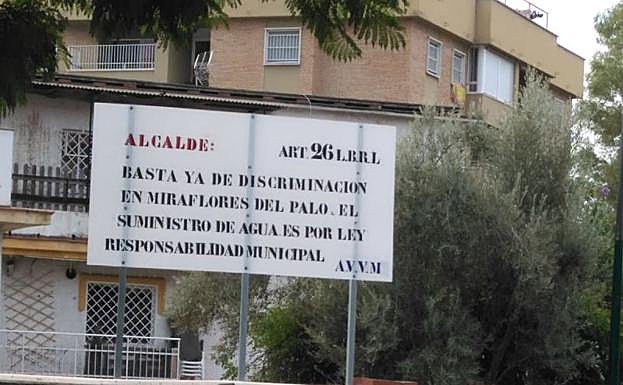 ALCALDE: ART. 26 L.B.R.L
BASTA YA DE DISCRIMINACION
EN MIRAFLORES DEL PALO. EL
SUMINISTRO DE AGUA, ES POR LEY
RESPONSABILIDAD MUNICIPAL
A.V.V.M